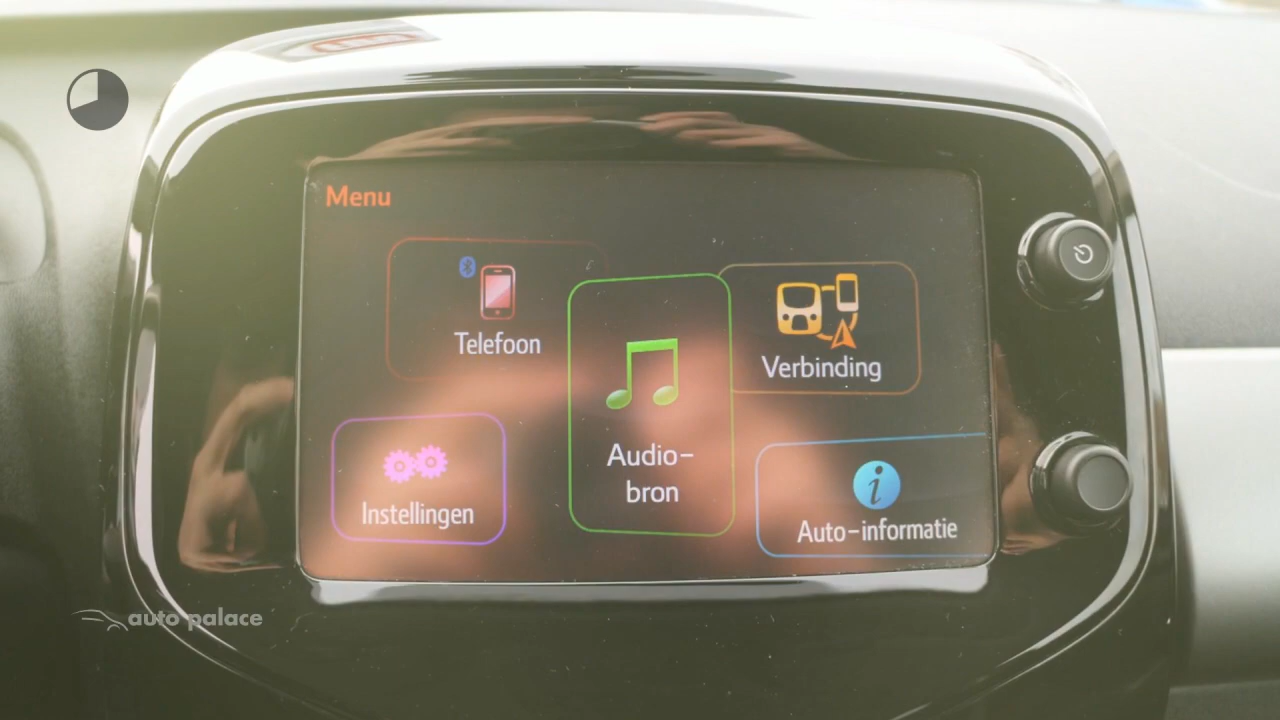 Menu
Telefoon
Verbinding
Audio-
bron
Instellingen
Auto-informatie
auto palace